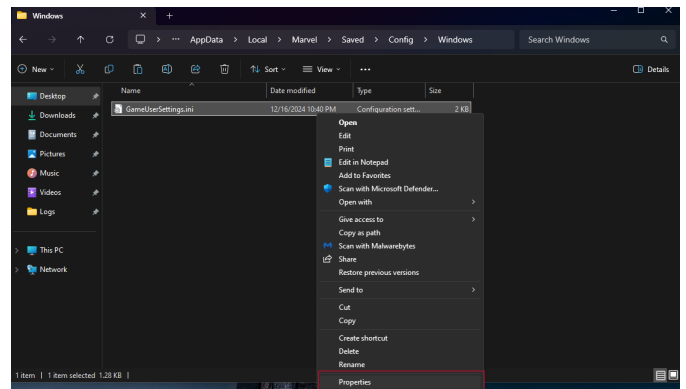 Windows
AppData > Local > Marvel > Saved > Config > Windows
Search Windows
New
Sort
View
Details
Name
Date modified
Type
Size
Desktop
Downloads
Documents
Pictures
Music
Videos
Logs
This PC
Network
GameUserSettings.ini 12/16/2024 10:40 PM Configuration sett... 2 KB
Open
Edit
Print
Edit in Notepad
Add to Favorites
Scan with Microsoft Defender...
Open with
Give access to
Copy as path
Scan with Malwarebytes
Share
Restore previous versions
Send to
Cut
Copy
Create shortcut
Delete
Rename
Properties
1 item | 1 item selected 1.28 KB |